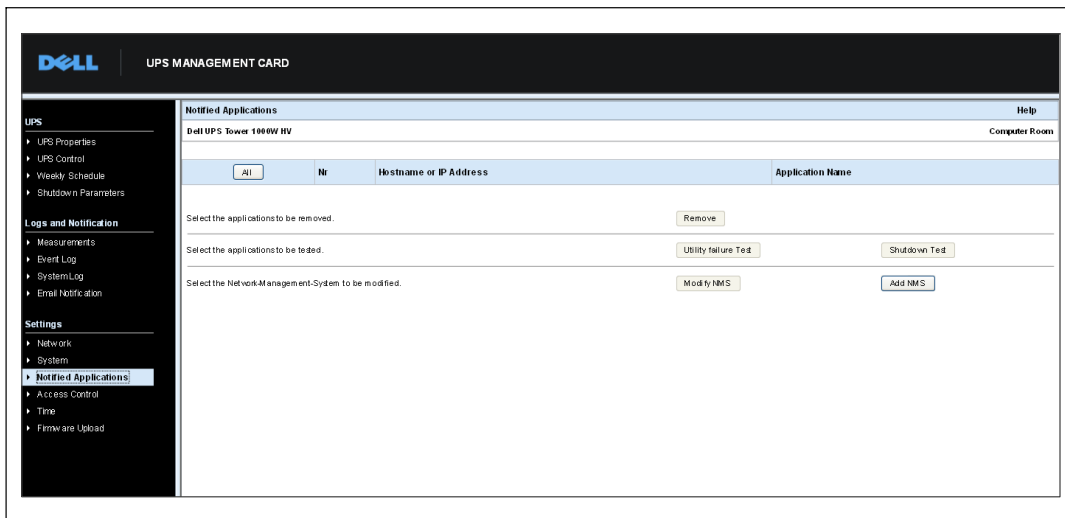 DELL
UPS MANAGEMENT CARD
UPS
UPS Properties
UPS Control
Weekly Schedule
Shutdown Parameters
Logs and Notification
Measurements
Event Log
System Log
Email Notification
Settings
Network
System
Notified Applications
Access Control
Time
Firmware Upload
Notified Applications Help
Dell UPS Tower 1000W HV Computer Room
All Nr Hostname or IP Address Application Name
Select the applications to be removed. Remove
Select the applications to be tested. Utility failure Test Shutdown Test
Select the Network-Management-System to be modified. Modify NMS Add NMS